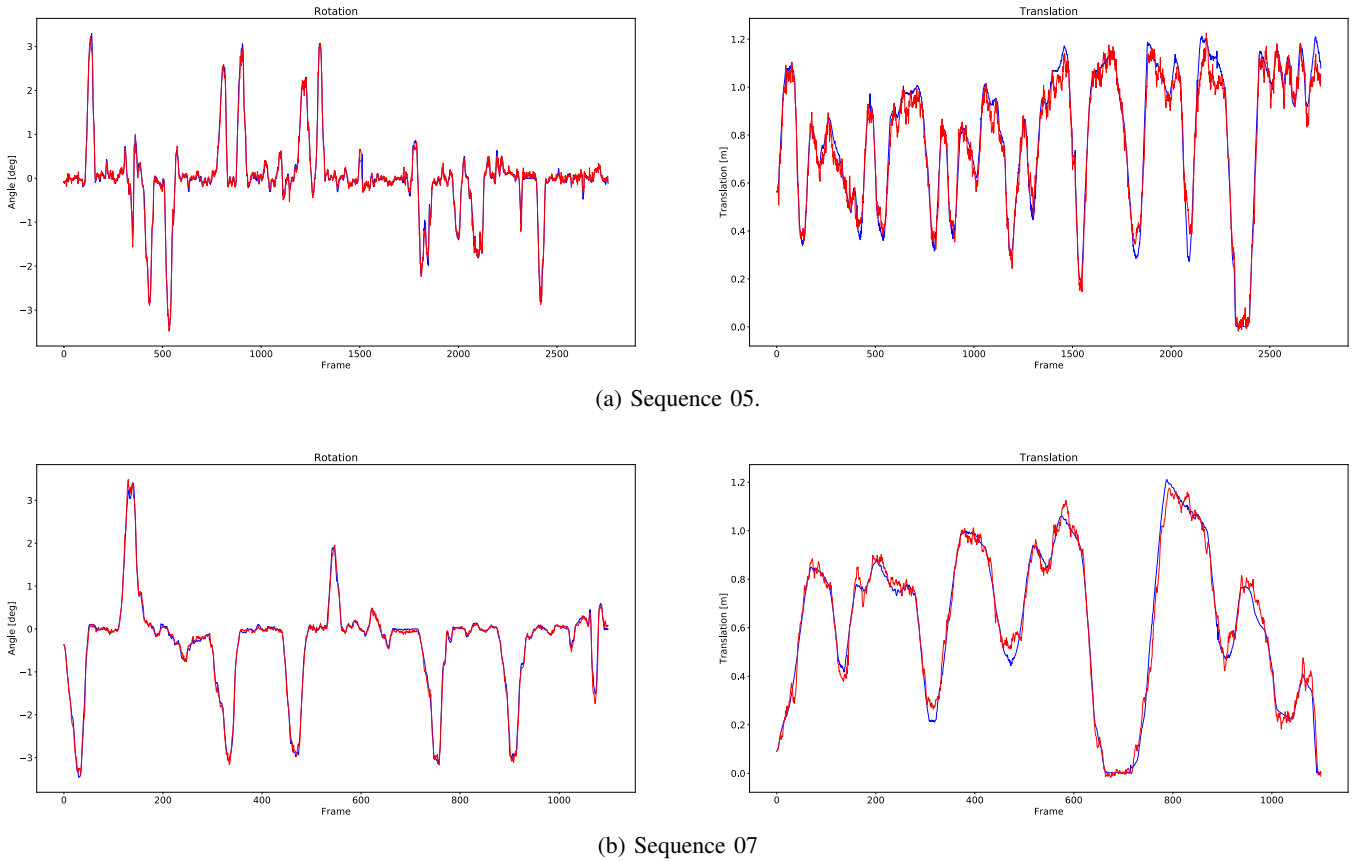 Rotation
3
2
1
0
−1
−2
−3
Angle [deg]
0 500 1000 1500 2000 2500
Frame
Translation
1.2
1.0
0.8
0.6
0.4
0.2
0.0
Translation [m]
0 500 1000 1500 2000 2500
Frame
(a) Sequence 05.
Rotation
3
2
1
0
−1
−2
−3
Angle [deg]
0 200 400 600 800 1000
Frame
Translation
1.2
1.0
0.8
0.6
0.4
0.2
0.0
Translation [m]
0 200 400 600 800 1000
Frame
(b) Sequence 07